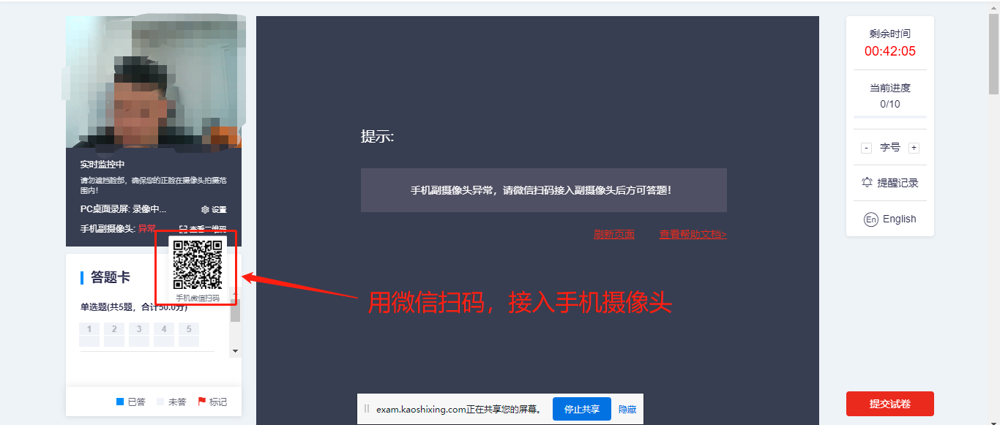 实时监控中
请勿遮挡脸部，确保您的正脸在摄像头拍摄范
围内！
PC桌面录屏: 录像中...
设置
手机副摄像头: 异常
查看二维码
手机微信扫码
答题卡
单选题(共5题，合计50.0分)
1 2 3 4 5
已答 未答 标记
提示:
手机副摄像头异常，请微信扫码接入副摄像头后方可答题！
刷新页面 查看帮助文档>
用微信扫码，接入手机摄像头
exam.kaoshixing.com正在共享您的屏幕。 停止共享 隐藏
剩余时间
00:42:05
当前进度
0/10
- 字号 +
提醒记录
En English
提交试卷